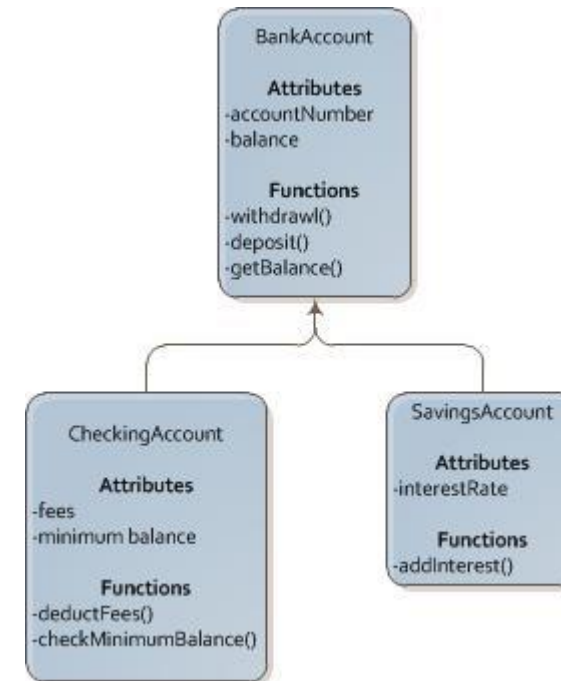 BankAccount
Attributes
-accountNumber
-balance
Functions
-withdrawl()
-deposit()
-getBalance()
CheckingAccount
Attributes
-fees
-minimum balance
Functions
-deductFees()
-checkMinimumBalance()
SavingsAccount
Attributes
-interestRate
Functions
-addInterest()